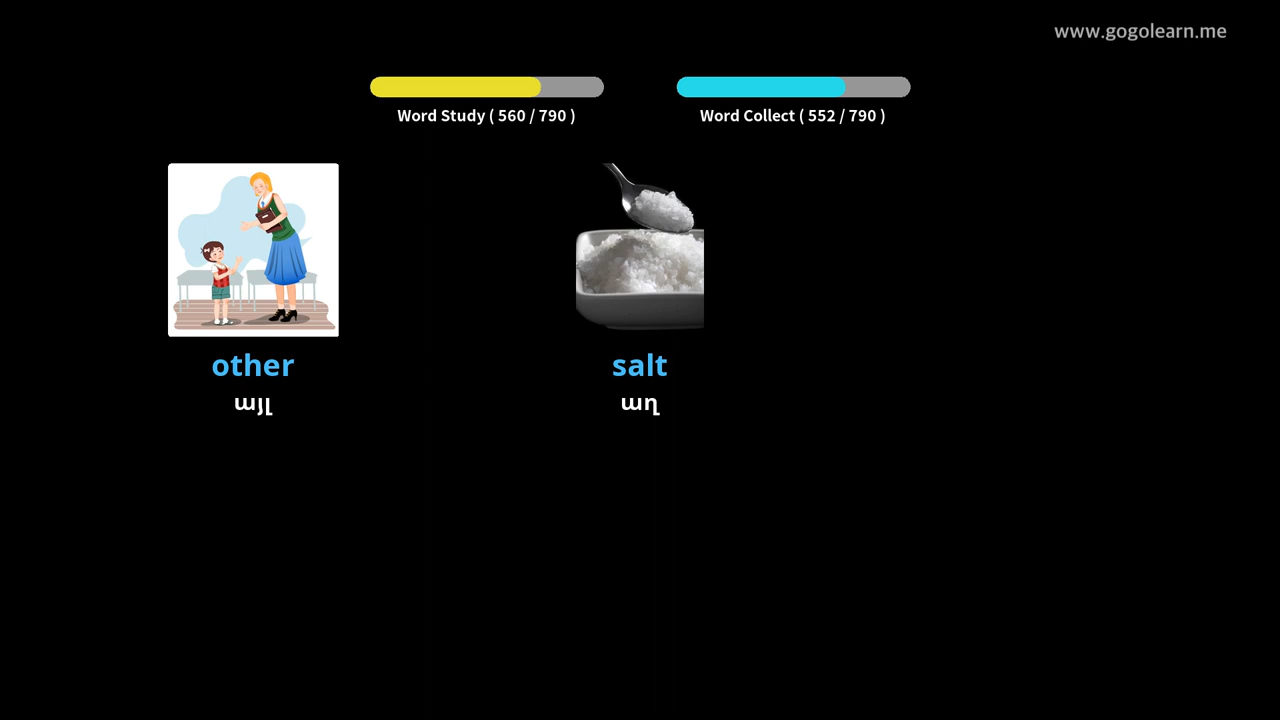 www.gogolearn.me
Word Study ( 560 / 790 )
Word Collect ( 552 / 790 )
other
այլ
salt
աղ